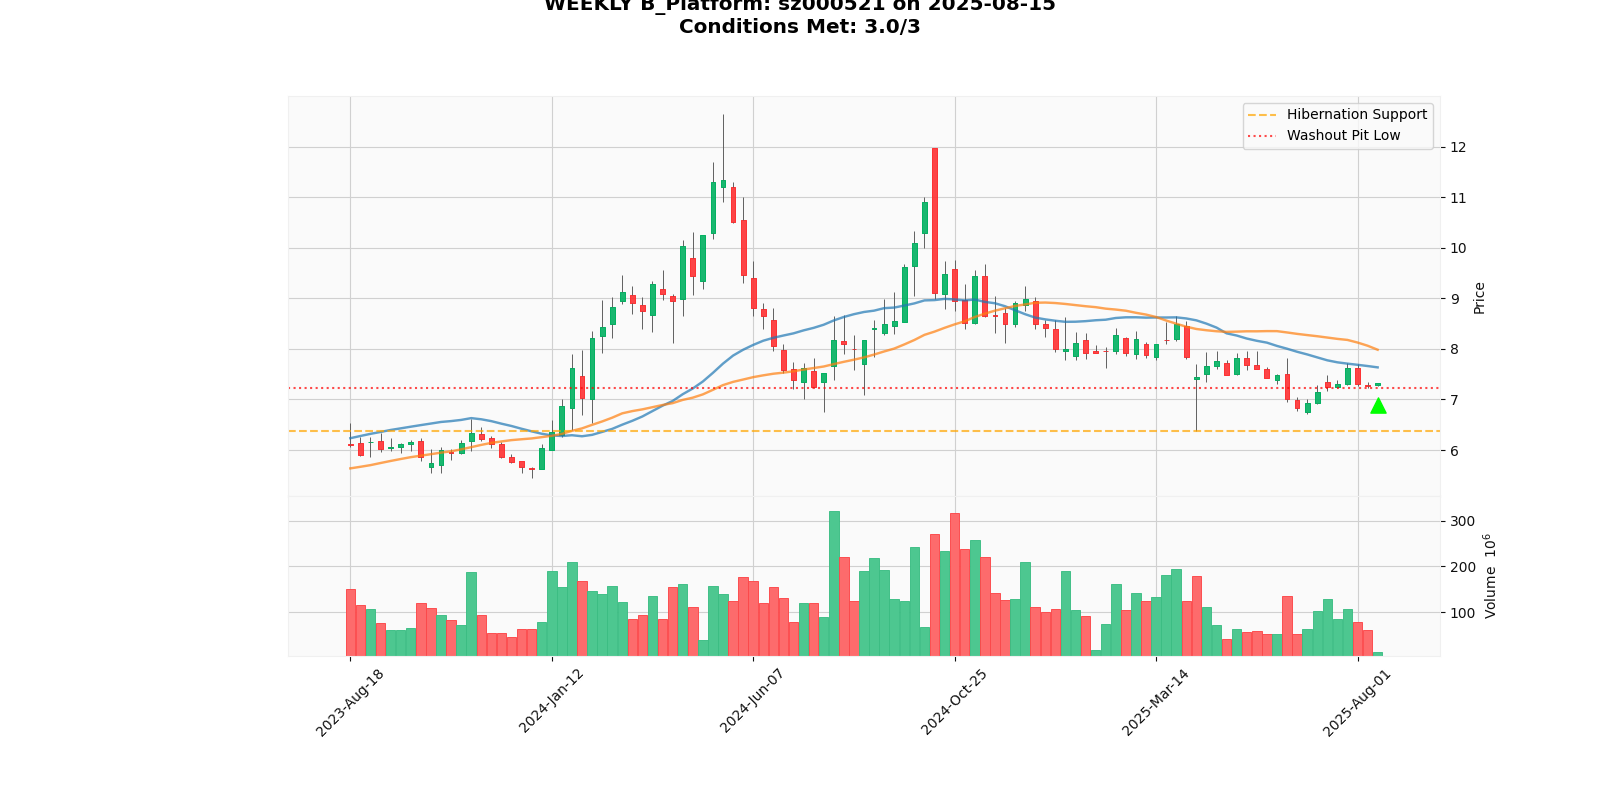 WEEKLY B_Platform: sz000521 on 2025-08-15
Conditions Met: 3.0/3
Hibernation Support
Washout Pit Low
12
11
10
9
8
7
6
Price
300
200
100
Volume 10^6
2023-Aug-18
2024-Jan-12
2024-Jun-07
2024-Oct-25
2025-Mar-14
2025-Aug-01